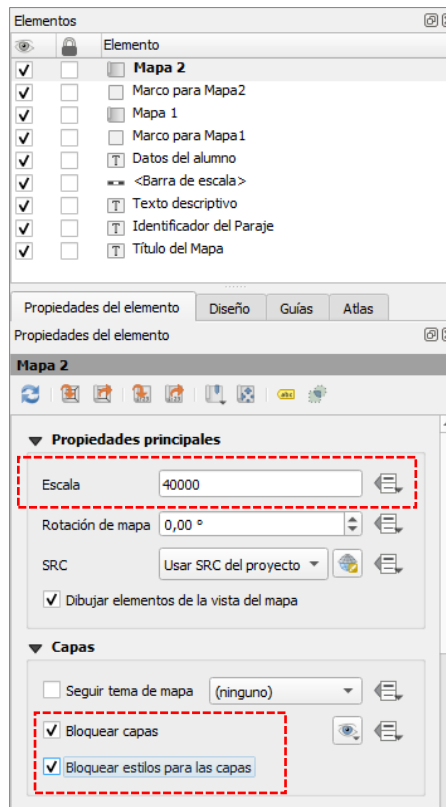 Elementos
Elemento
Mapa 2
Marco para Mapa2
Mapa 1
Marco para Mapa1
T Datos del alumno
<Barra de escala>
T Texto descriptivo
T Identificador del Paraje
T Título del Mapa
Propiedades del elemento Diseño Guías Atlas
Propiedades del elemento
Mapa 2
abc
Propiedades principales
Escala 40000
Rotación de mapa 0,00 °
SRC Usar SRC del proyecto
Dibujar elementos de la vista del mapa
Capas
Seguir tema de mapa (ninguno)
Bloquear capas
Bloquear estilos para las capas